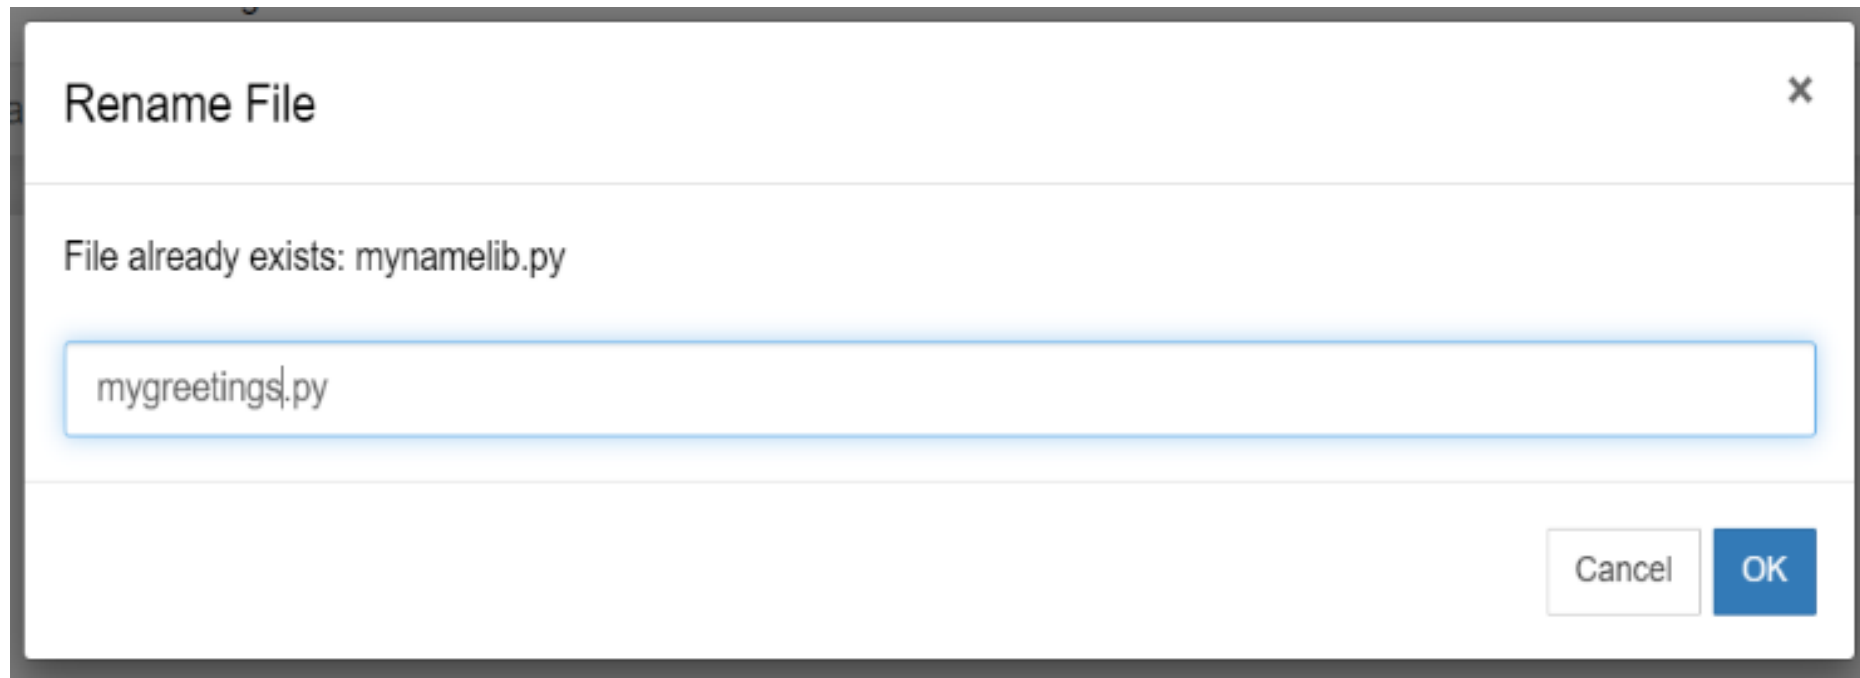 Rename File
×
File already exists: mynamelib.py
mygreetings.py
Cancel
OK